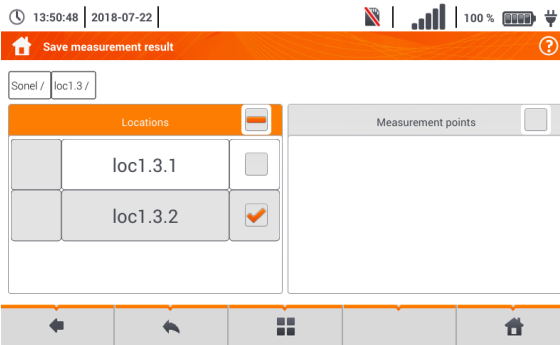 13:50:48 2018-07-22 100 %
Save measurement result ?
Sonel / loc1.3 /
Locations Measurement points
loc1.3.1
loc1.3.2